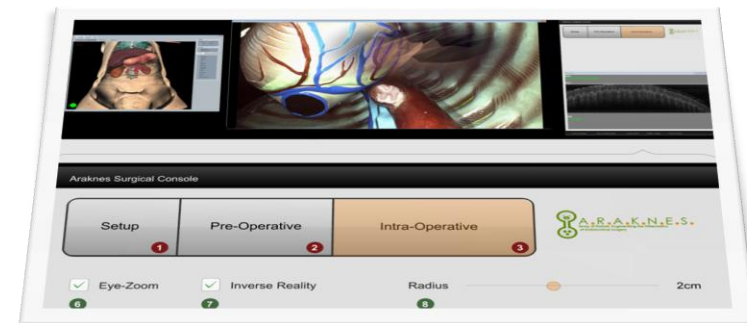 Araknes Surgical Console
Setup
1
Pre-Operative
2
Intra-Operative
3
A.R.A.K.N.E.S.
Eye-Zoom
Inverse Reality
Radius
2cm
6
7
8